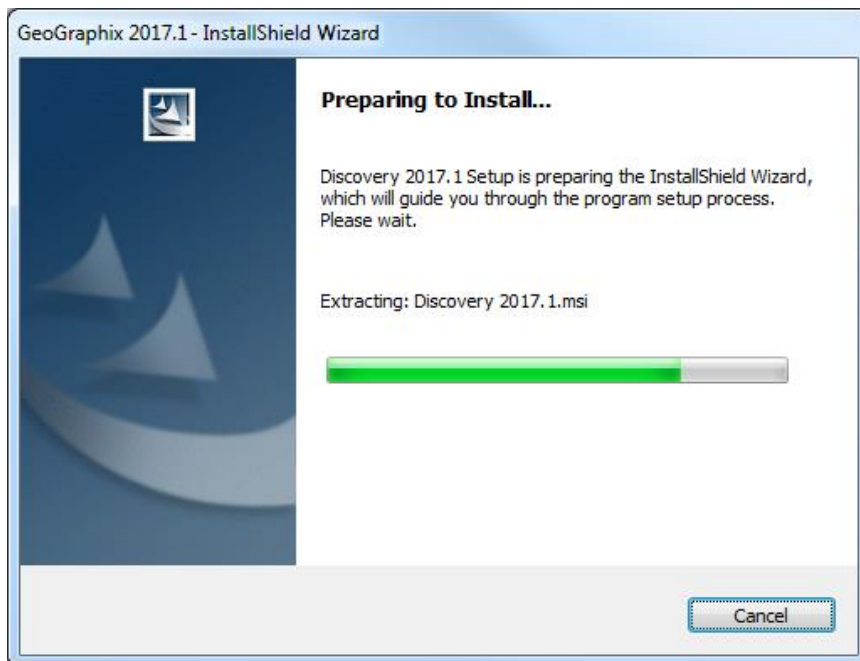 GeoGraphix 2017.1 - InstallShield Wizard
Preparing to Install...
Discovery 2017.1 Setup is preparing the InstallShield Wizard,
which will guide you through the program setup process.
Please wait.
Extracting: Discovery 2017.1.msi
Cancel